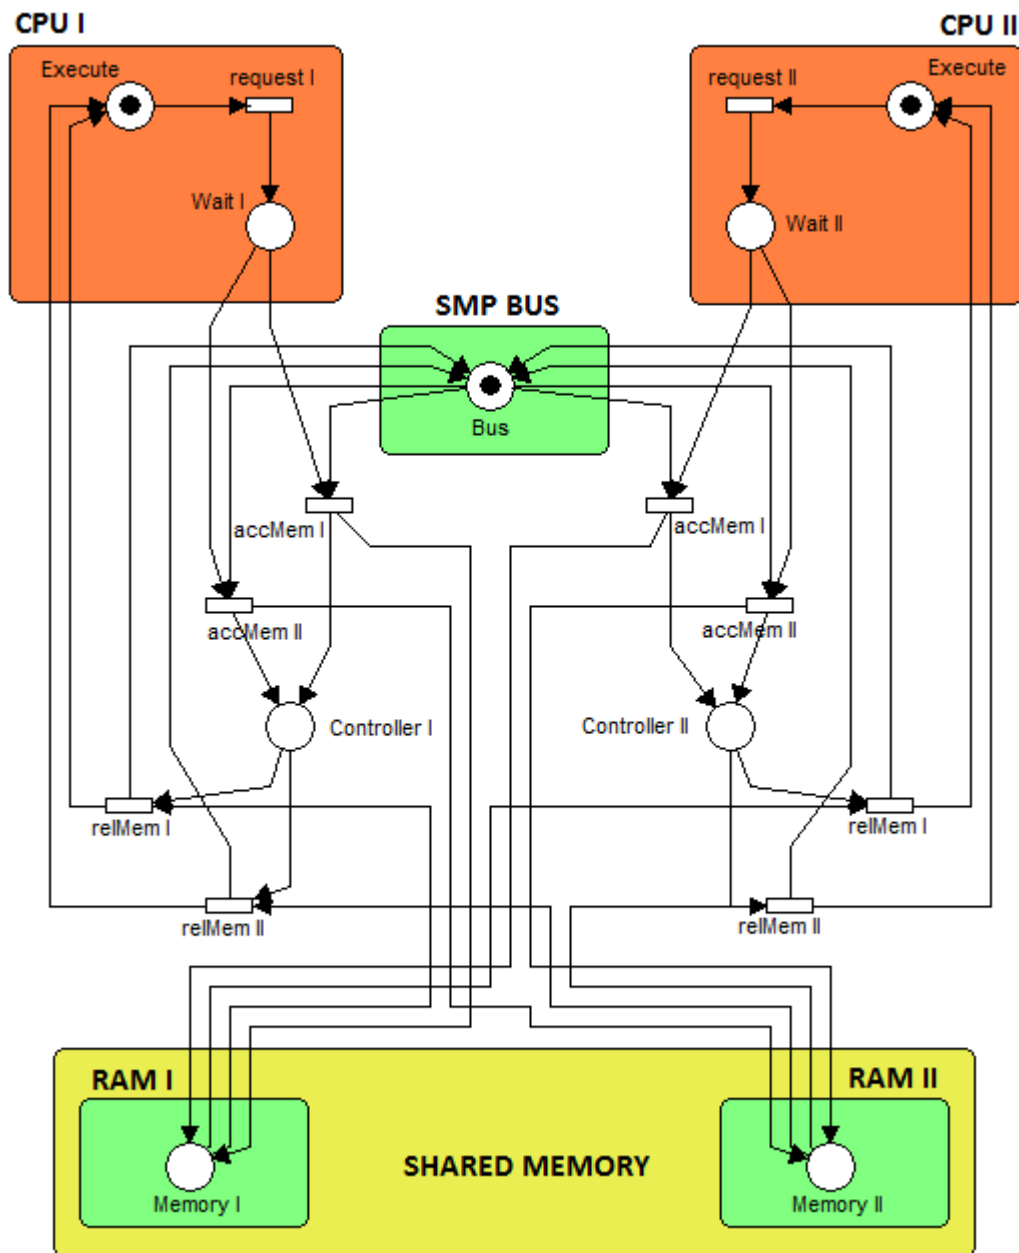 CPU I
CPU II
Execute
request I
request II
Execute
Wait I
Wait II
SMP BUS
Bus
accMem I
accMem I
accMem II
accMem II
Controller I
Controller II
relMem I
relMem I
relMem II
relMem II
RAM I
RAM II
SHARED MEMORY
Memory I
Memory II